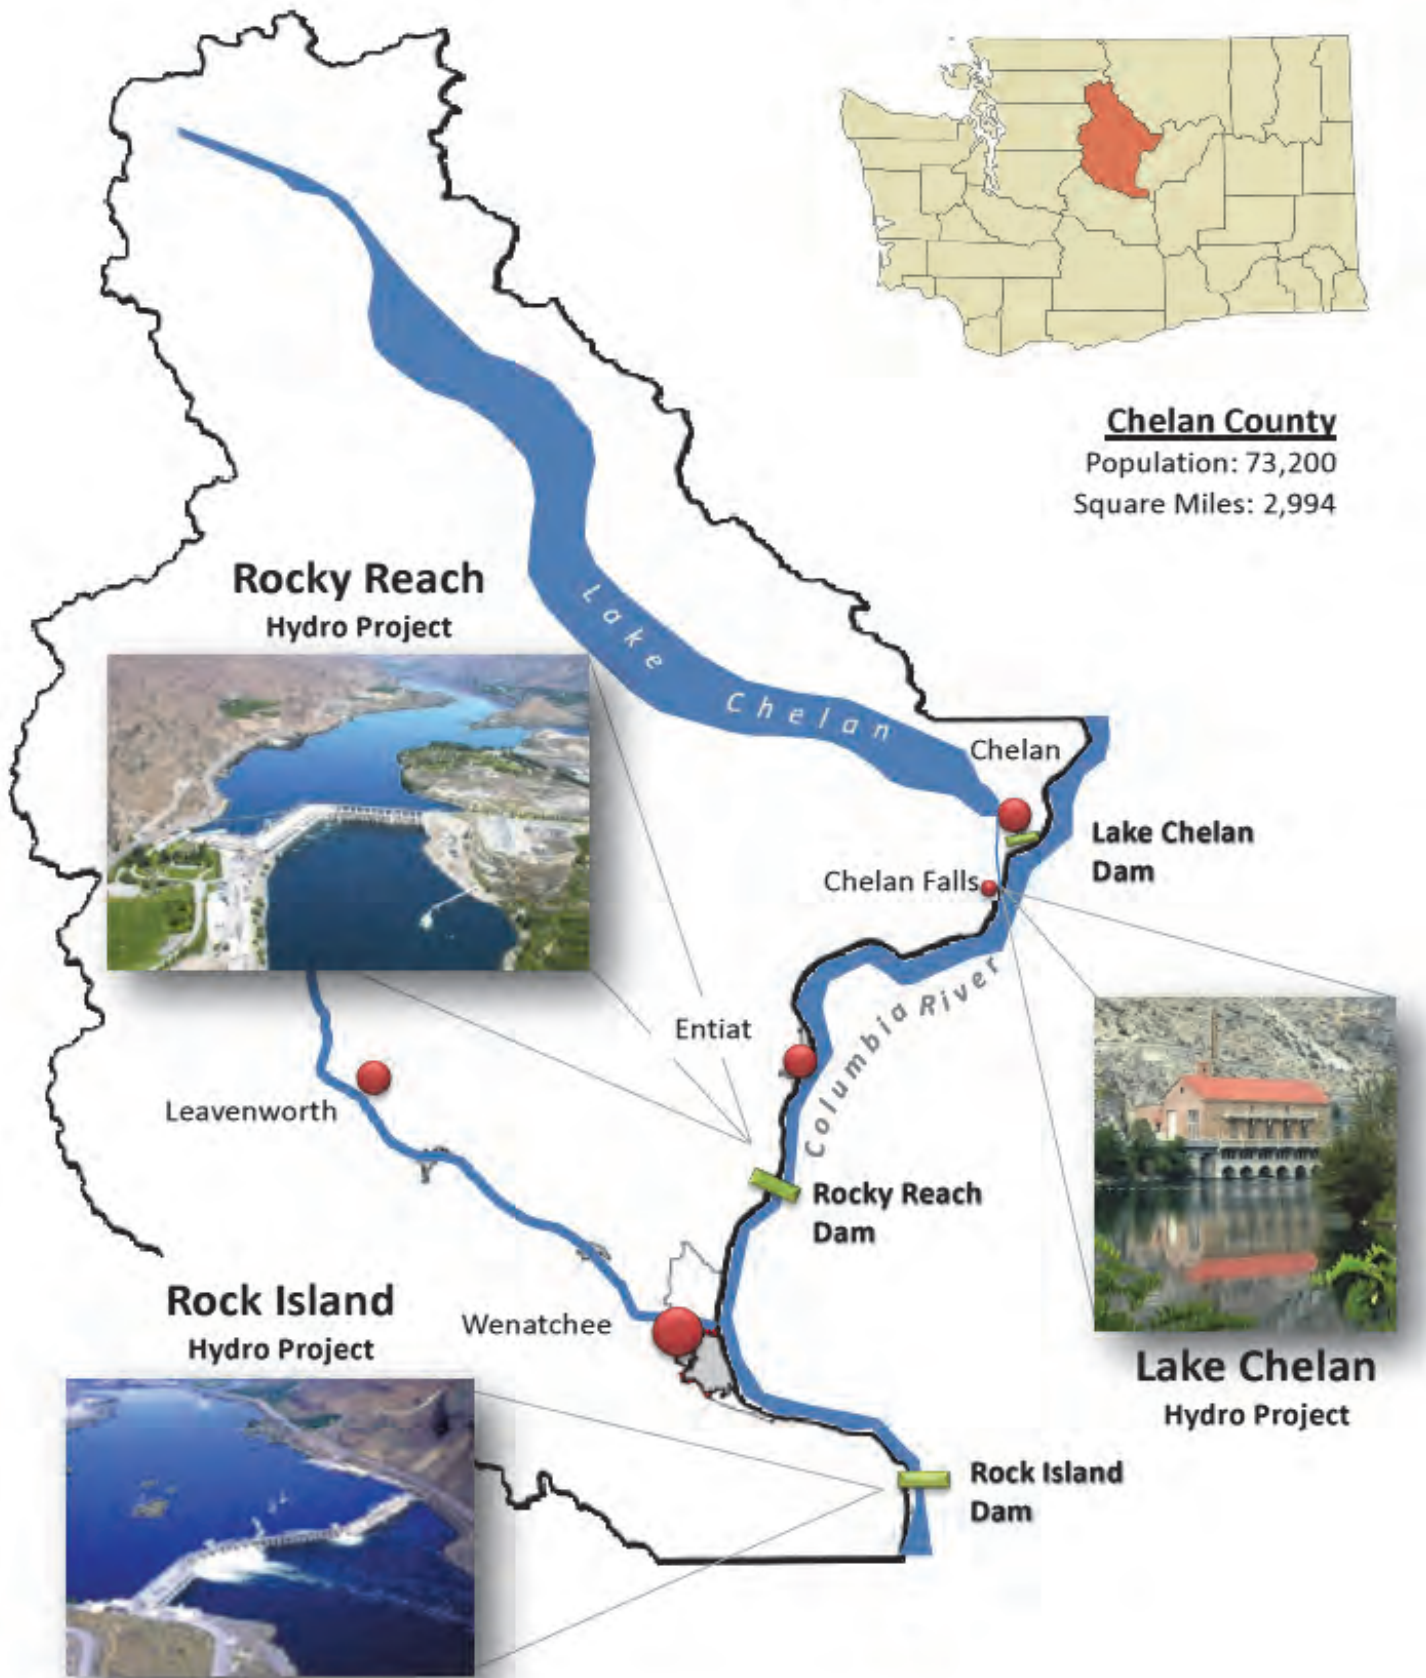 Chelan County
Population: 73,200
Square Miles: 2,994
Rocky Reach
Hydro Project
Lake Chelan
Chelan
Lake Chelan
Dam
Chelan Falls
Columbia River
Entiat
Leavenworth
Rocky Reach
Dam
Rock Island
Hydro Project
Wenatchee
Lake Chelan
Hydro Project
Rock Island
Dam